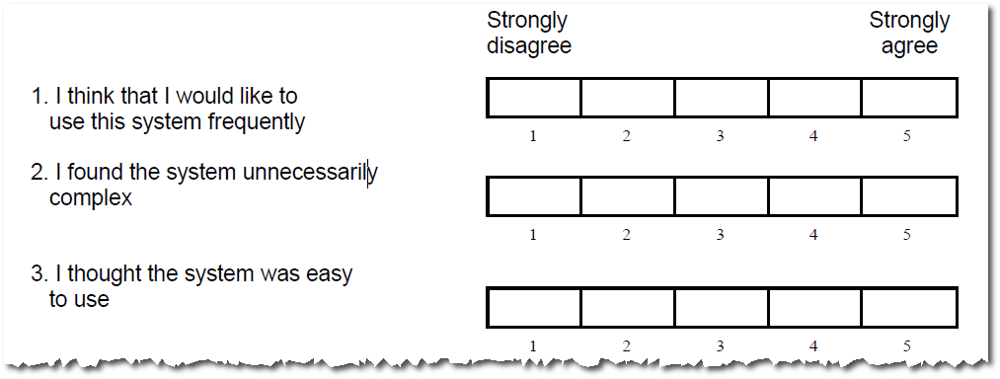 Strongly disagree
Strongly agree
1. I think that I would like to
use this system frequently
1 2 3 4 5
2. I found the system unnecessarily
complex
1 2 3 4 5
3. I thought the system was easy
to use
1 2 3 4 5